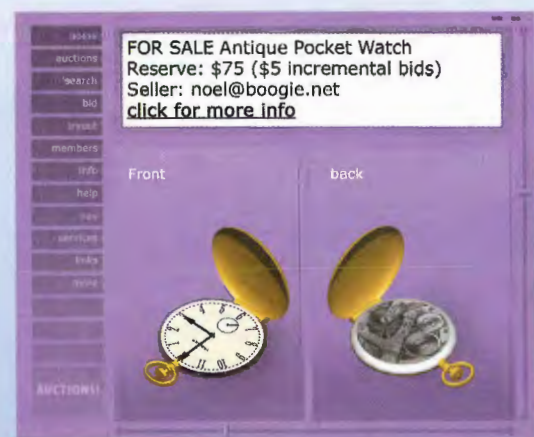 FOR SALE Antique Pocket Watch
Reserve: $75 ($5 incremental bids)
Seller: noel@boogie.net
click for more info
home
auctions
search
bid
members
info
help
services
links
more
AUCTIONS!
Front
back